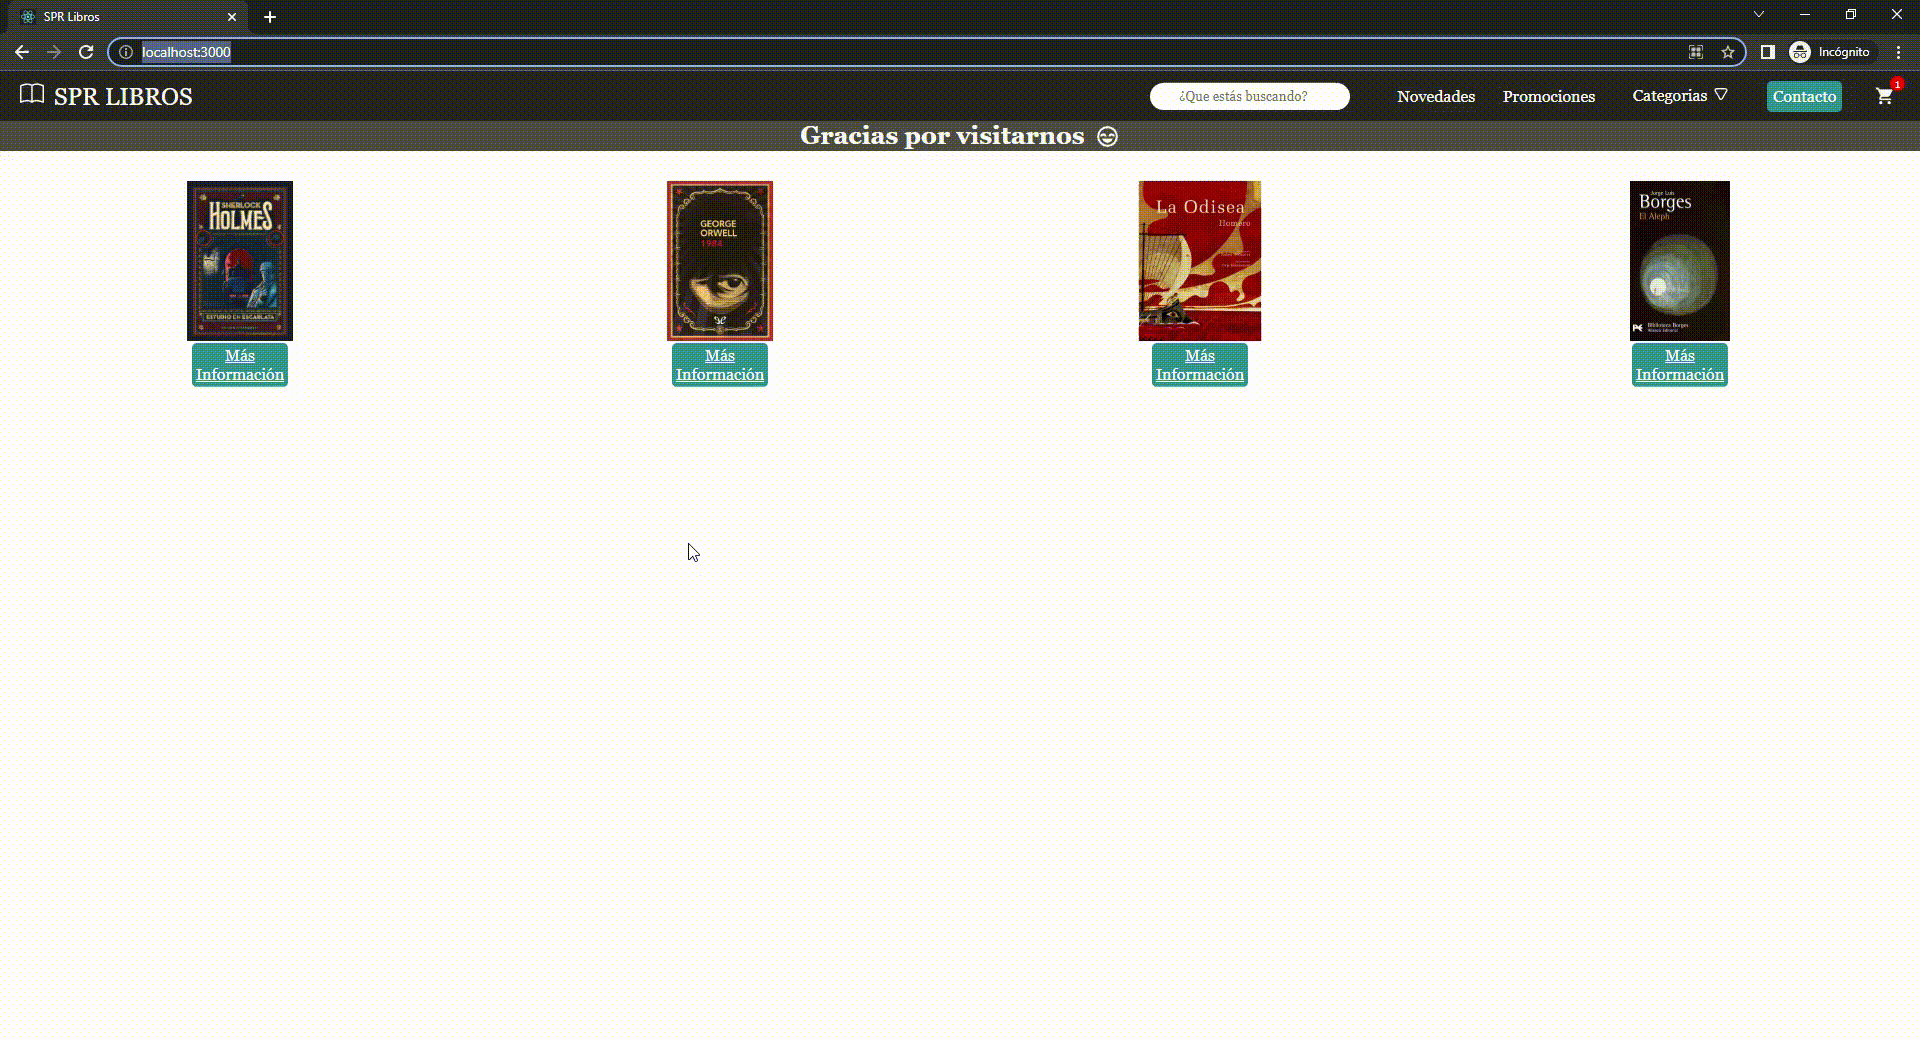 SPR Libros
localhost:3000
Incógnito
SPR LIBROS
¿Que estás buscando?
Novedades
Promociones
Categorias
Contacto
1
Gracias por visitarnos
SHERLOCK
HOLMES
ESTUDIO EN ESCARLATA
GEORGE
ORWELL
1984
La Odisea
Homero
Jorge Luis
Borges
El Aleph
Biblioteca Borges
Alianza Editorial
Más
Información
Más
Información
Más
Información
Más
Información